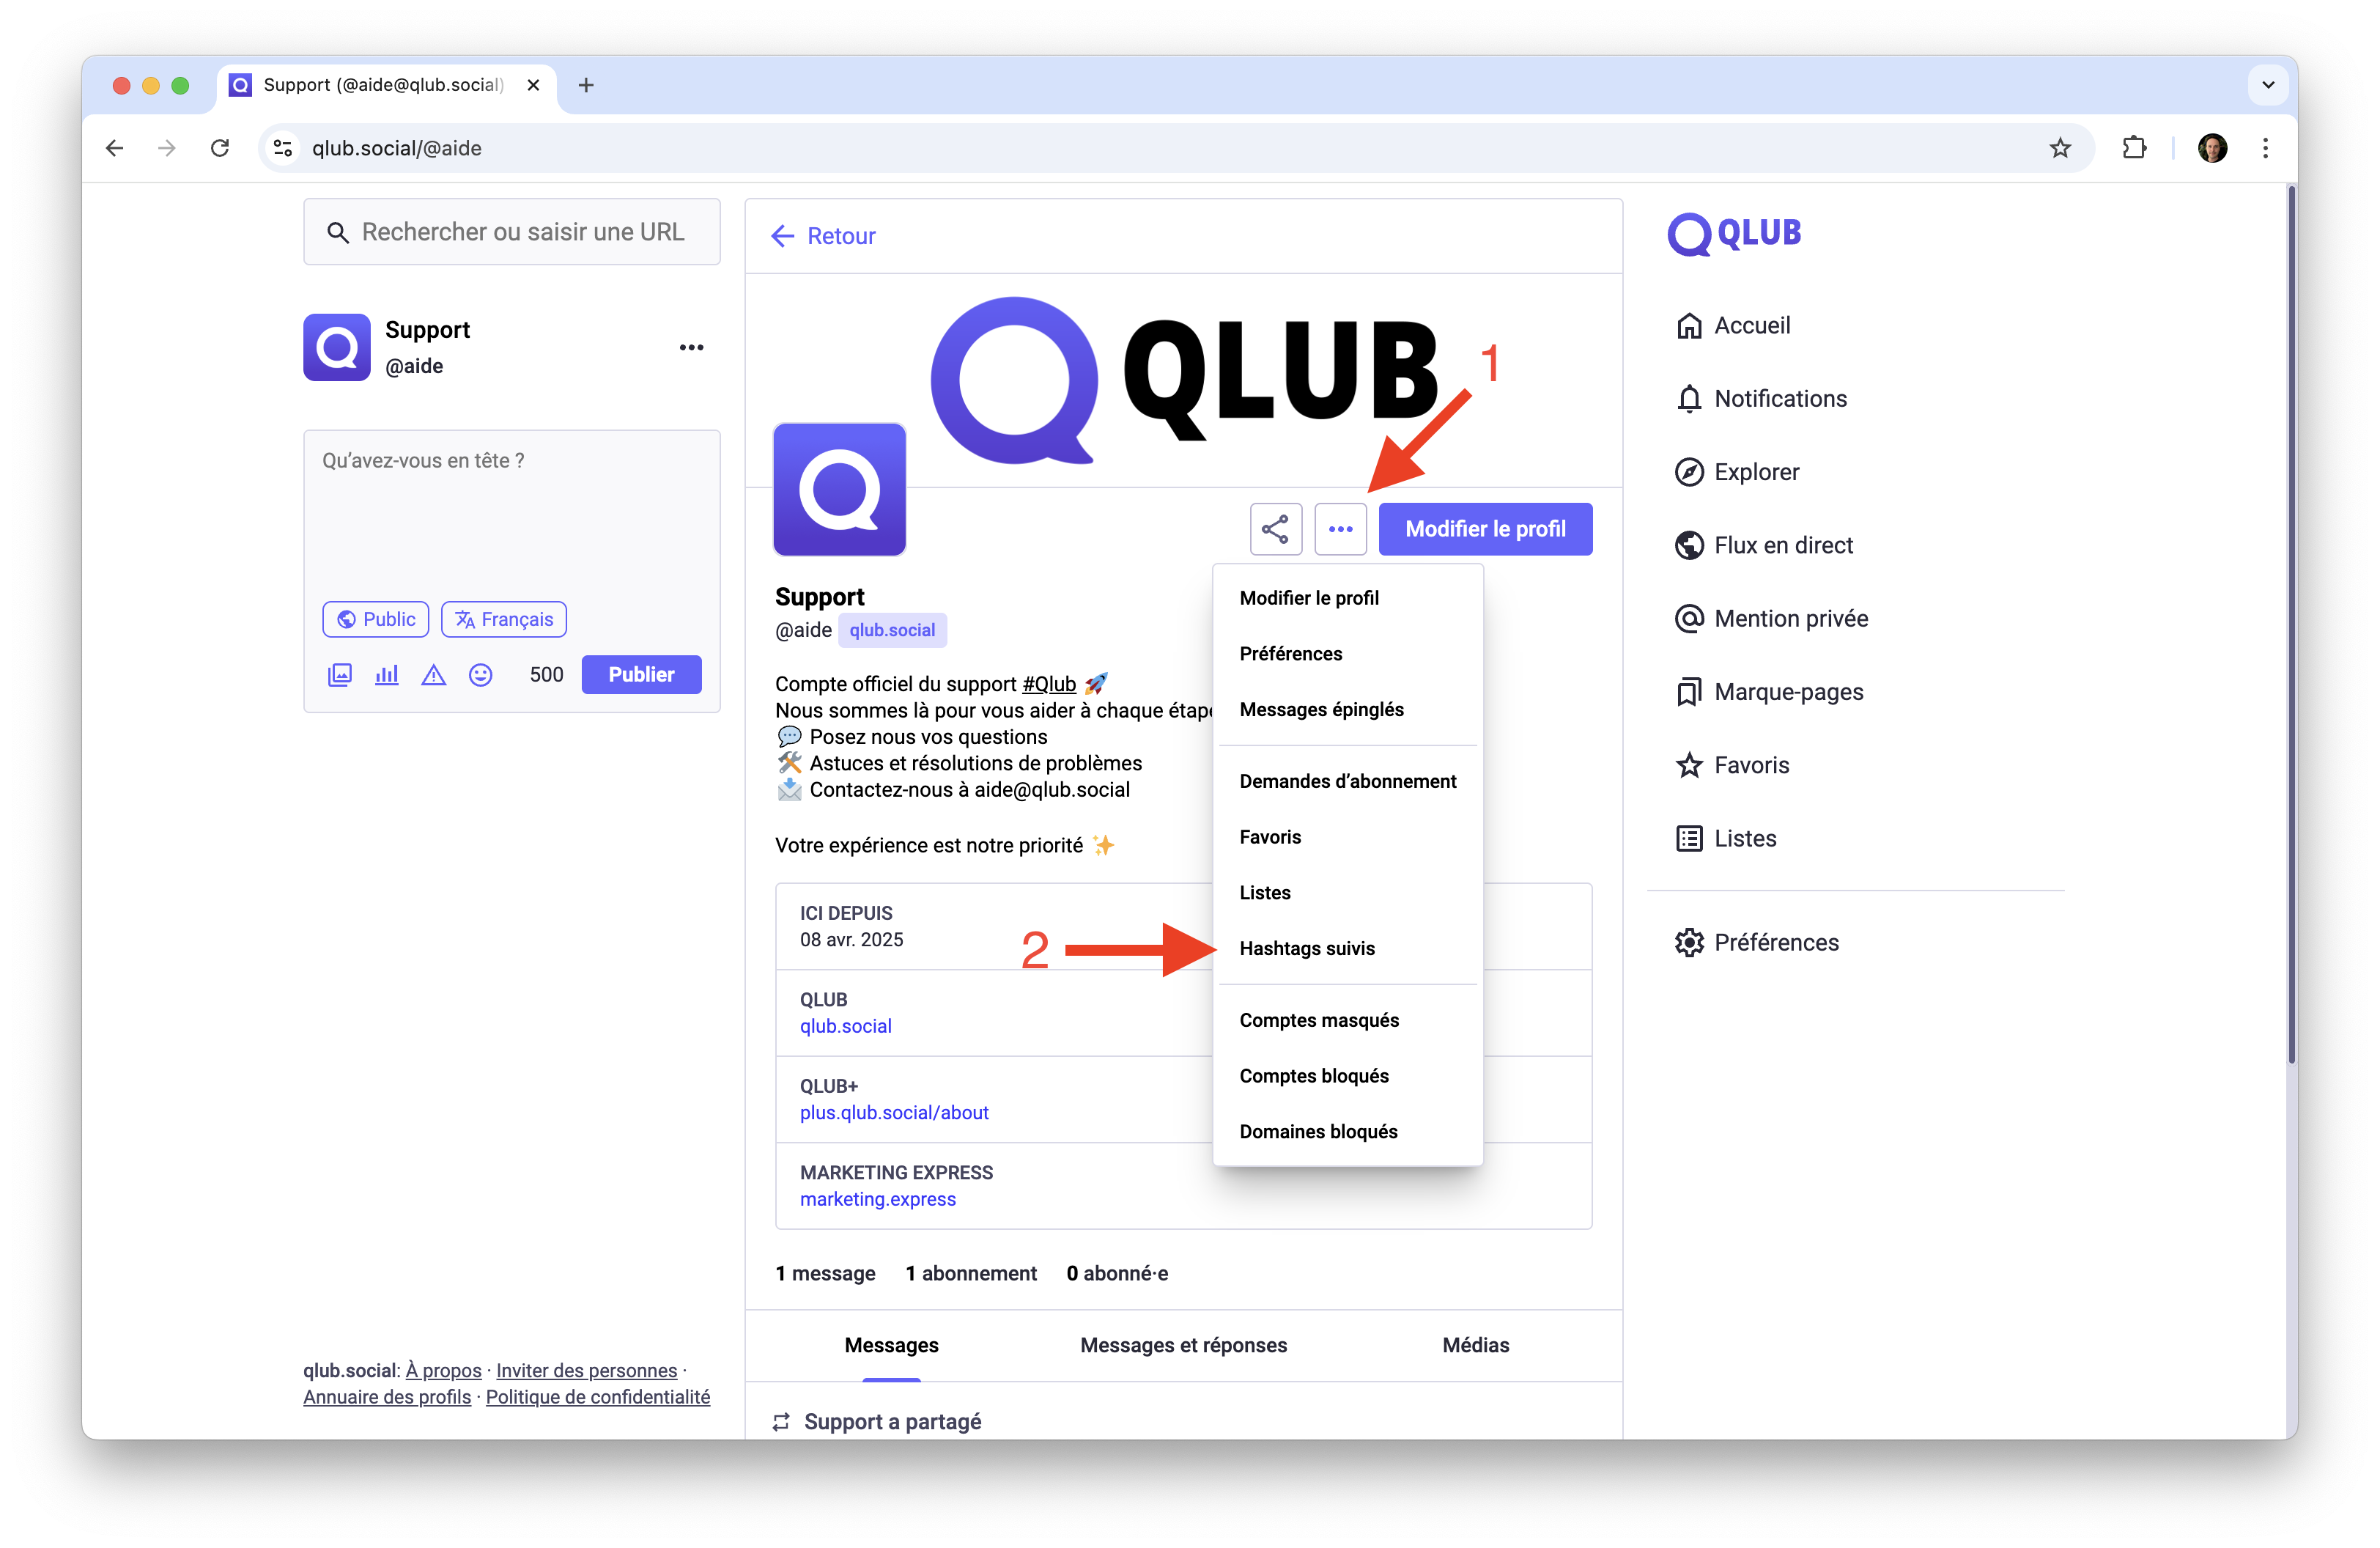 Support (@aide@qlub.social)
qlub.social/@aide
Rechercher ou saisir une URL
Support
@aide
Qu’avez-vous en tête ?
Public
Français
500
Publier
qlub.social: À propos · Inviter des personnes ·
Annuaire des profils · Politique de confidentialité
Retour
QLUB
1
Modifier le profil
Support
@aide qlub.social
Compte officiel du support #Qlub 🚀
Nous sommes là pour vous aider à chaque étape
💬 Posez nous vos questions
🛠️ Astuces et résolutions de problèmes
📩 Contactez-nous à aide@qlub.social
Votre expérience est notre priorité ✨
ICI DEPUIS
08 avr. 2025
QLUB
qlub.social
QLUB+
plus.qlub.social/about
MARKETING EXPRESS
marketing.express
Modifier le profil
Préférences
Messages épinglés
Demandes d’abonnement
Favoris
Listes
2
Hashtags suivis
Comptes masqués
Comptes bloqués
Domaines bloqués
1 message 1 abonnement 0 abonné·e
Messages
Messages et réponses
Médias
Support a partagé
QLUB
Accueil
Notifications
Explorer
Flux en direct
Mention privée
Marque-pages
Favoris
Listes
Préférences